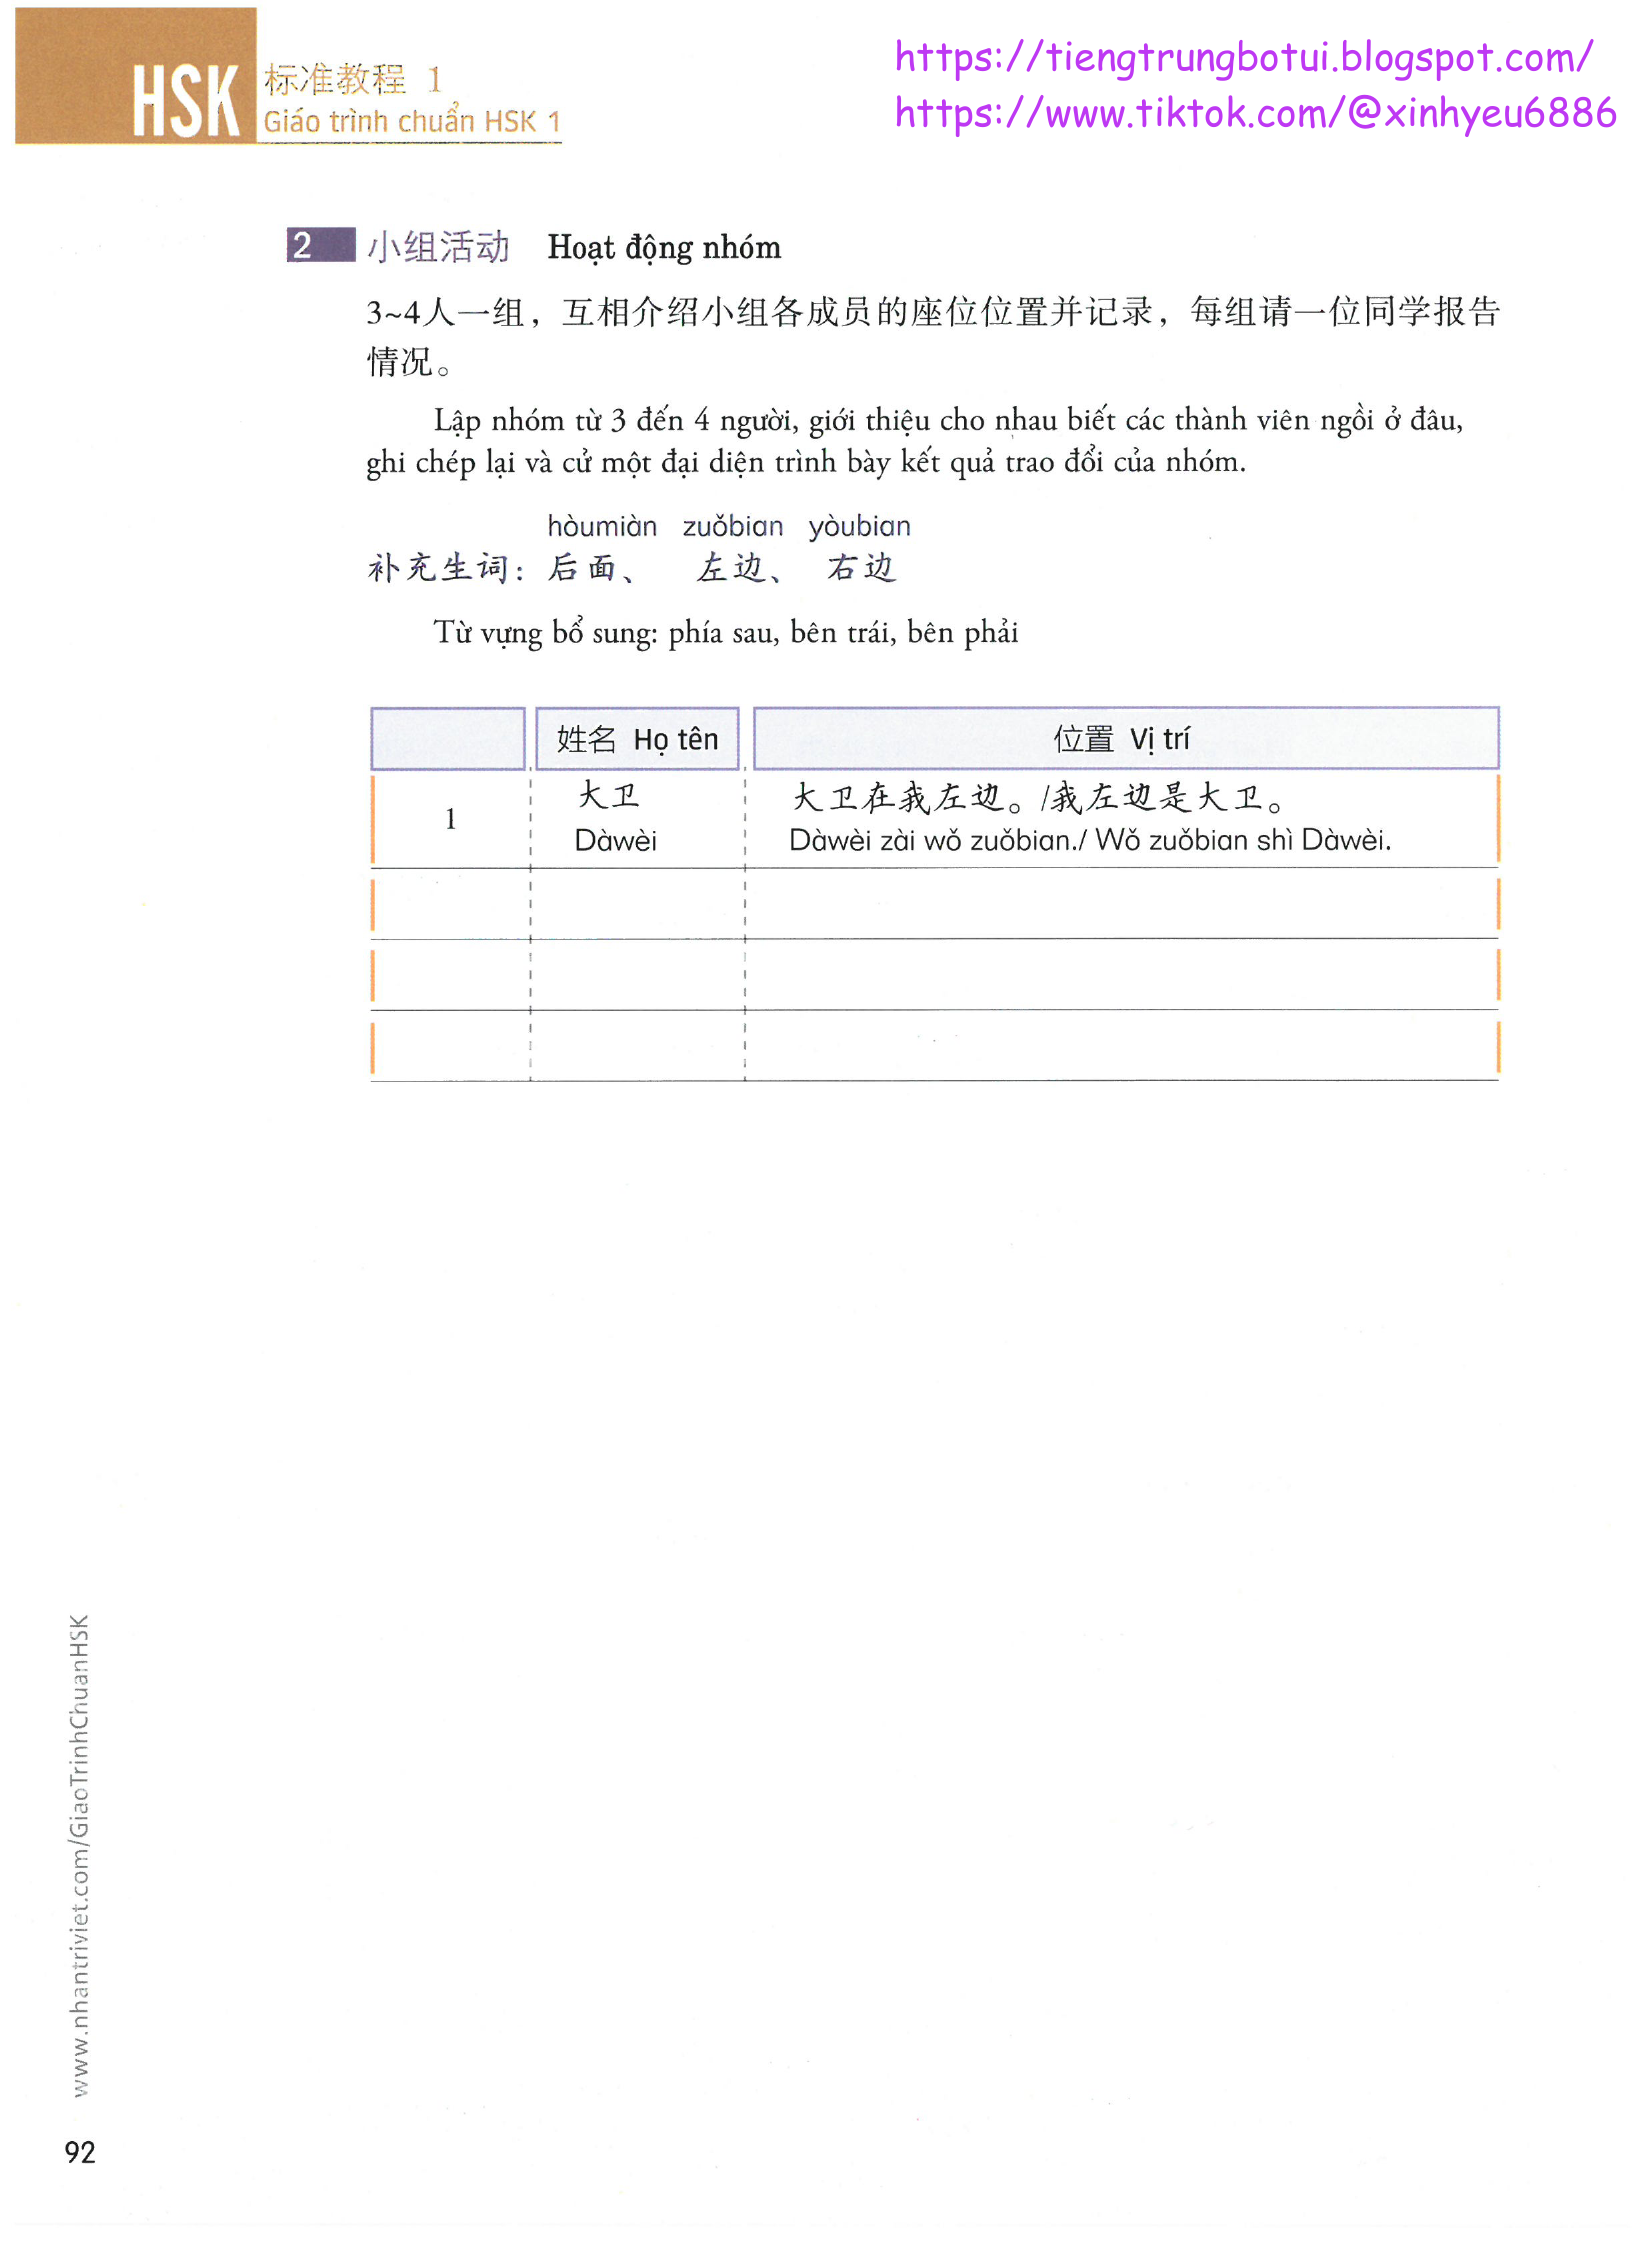 https://tiengtrungbotui.blogspot.com/
https://www.tiktok.com/@xinhyeu6886
HSK 标准教程 1
Giáo trình chuẩn HSK 1
2 小组活动 Hoạt động nhóm
3~4人一组，互相介绍小组各成员的座位位置并记录，每组请一位同学报告
情况。
Lập nhóm từ 3 đến 4 người, giới thiệu cho nhau biết các thành viên ngồi ở đâu,
ghi chép lại và cử một đại diện trình bày kết quả trao đổi của nhóm.
hòumiàn zuǒbian yòubian
补充生词：后面、 左边、 右边
Từ vựng bổ sung: phía sau, bên trái, bên phải
姓名 Họ tên 位置 Vị trí
大卫 大卫在我左边。/我左边是大卫。
1
Dàwèi Dàwèi zài wǒ zuǒbian./ Wǒ zuǒbian shì Dàwèi.
www.nhantriviet.com/GiaoTrinhChuanHSK
92